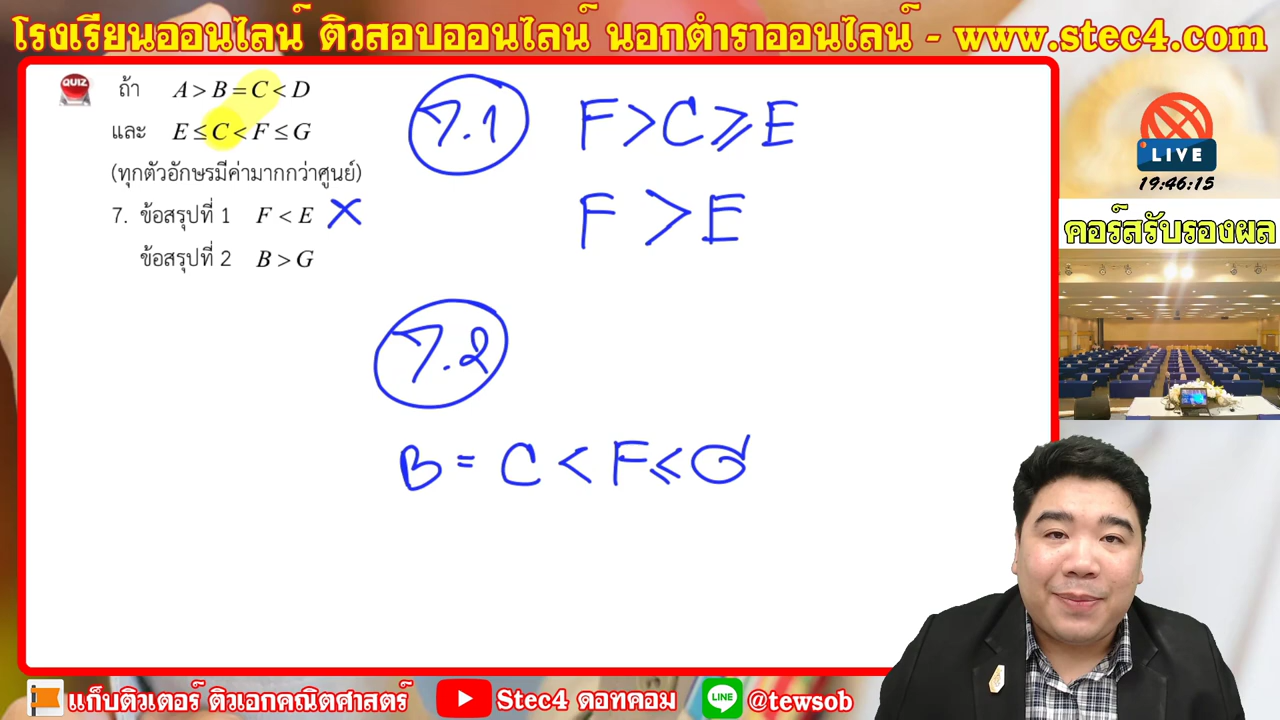 โรงเรียนออนไลน์ ติวสอบออนไลน์ นอกตำราออนไลน์ - www.stec4.com
QUIZ ถ้า A > B = C < D
และ E ≤ C < F ≤ G
(ทุกตัวอักษรมีค่ามากกว่าศูนย์)
7. ข้อสรุปที่ 1 F < E X
ข้อสรุปที่ 2 B > G
7.1 F > C ⩾ E
F > E
7.2
B = C < F ⩽ G
LIVE
19:46:15
คอร์สรับรองผล
แก็บติวเตอร์ ติวเอกคณิตศาสตร์ Stec4 ดอทคอม LINE @tewsob